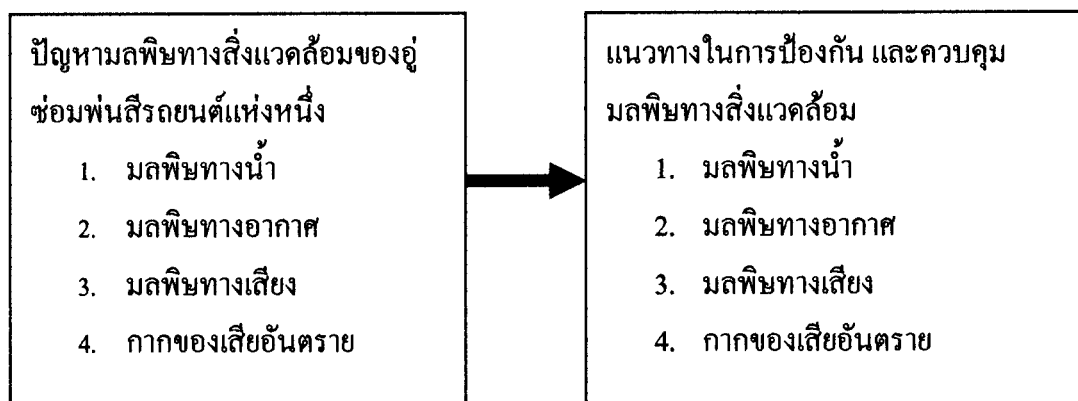 ปัญหามลพิษทางสิ่งแวดล้อมของอู่
ซ่อมพ่นสีรถยนต์แห่งหนึ่ง
1. มลพิษทางน้ำ
2. มลพิษทางอากาศ
3. มลพิษทางเสียง
4. กากของเสียอันตราย
แนวทางในการป้องกัน และควบคุม
มลพิษทางสิ่งแวดล้อม
1. มลพิษทางน้ำ
2. มลพิษทางอากาศ
3. มลพิษทางเสียง
4. กากของเสียอันตราย